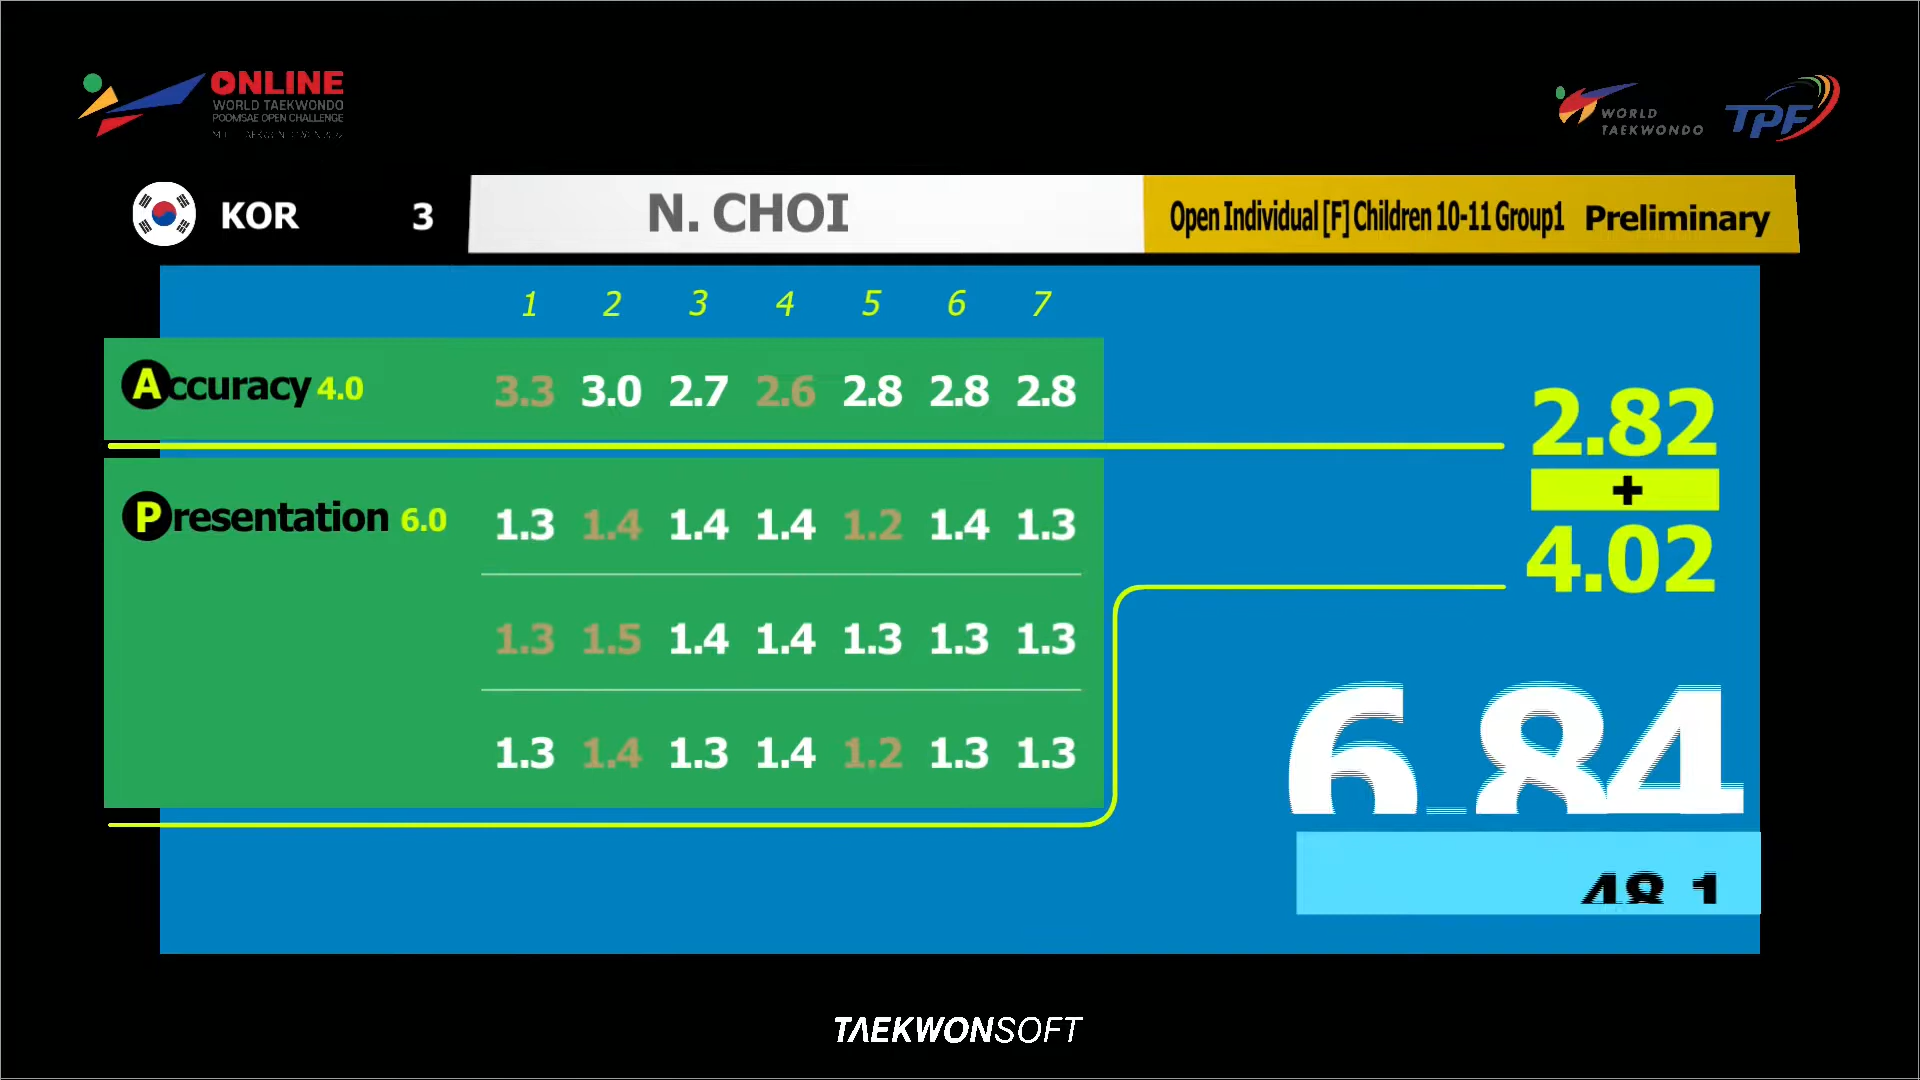 ONLINE
WORLD TAEKWONDO
POOMSAE OPEN CHALLENGE
WORLD
TAEKWONDO
TPF
KOR 3 N. CHOI Open Individual [F] Children 10-11 Group1 Preliminary
1 2 3 4 5 6 7
Accuracy 4.0 3.3 3.0 2.7 2.6 2.8 2.8 2.8
2.82
+
Presentation 6.0 1.3 1.4 1.4 1.4 1.2 1.4 1.3
4.02
1.3 1.5 1.4 1.4 1.3 1.3 1.3
1.3 1.4 1.3 1.4 1.2 1.3 1.3
6.84
48.1
TAEKWONSOFT